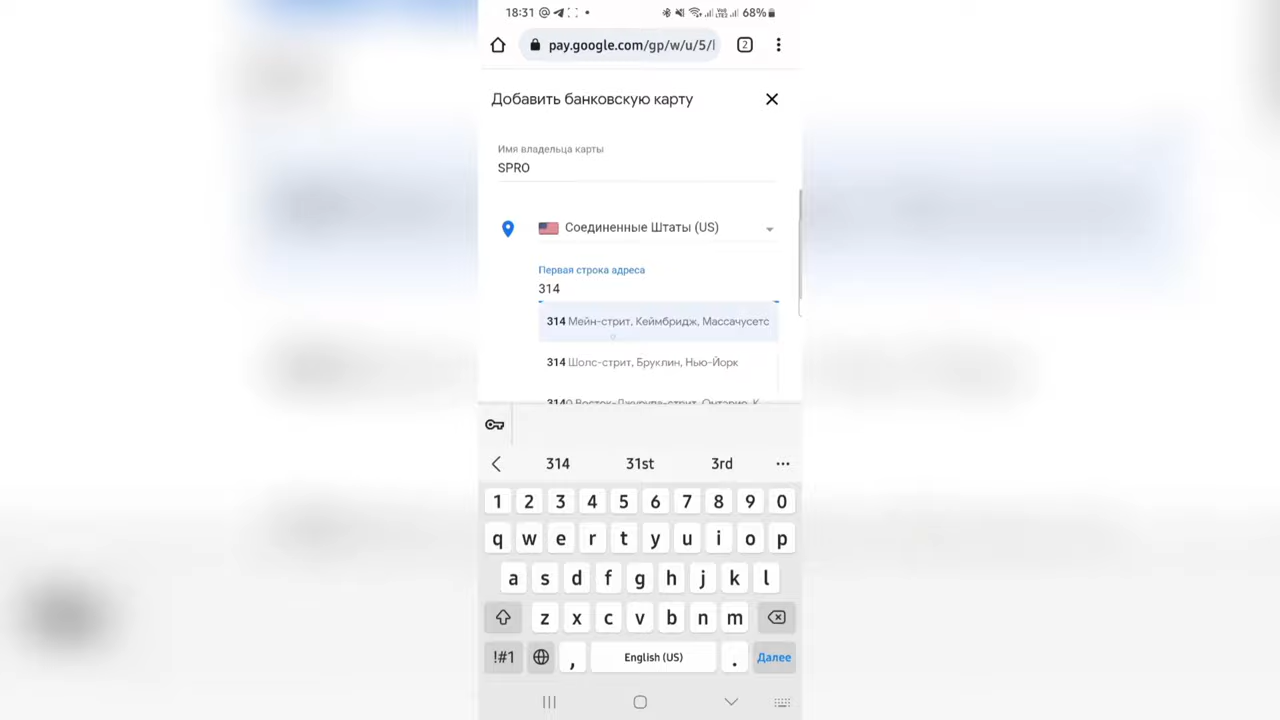 18:31 68%
pay.google.com/gp/w/u/5/l 2
Добавить банковскую карту
Имя владельца карты
SPRO
Соединенные Штаты (US)
Первая строка адреса
314
314 Мейн-стрит, Кеймбридж, Массачусетс
314 Шолс-стрит, Бруклин, Нью-Йорк
314 31st 3rd
1 2 3 4 5 6 7 8 9 0
q w e r t y u i o p
a s d f g h j k l
z x c v b n m
!#1 , English (US) . Далее